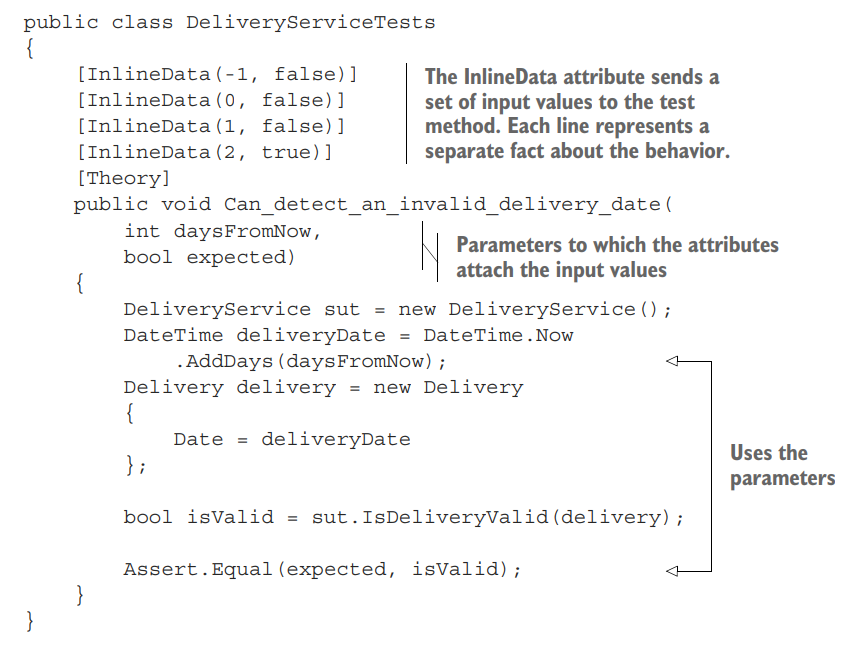 public class DeliveryServiceTests
{
[InlineData(-1, false)]
[InlineData(0, false)]
[InlineData(1, false)]
[InlineData(2, true)]
The InlineData attribute sends a
set of input values to the test
method. Each line represents a
separate fact about the behavior.
[Theory]
public void Can_detect_an_invalid_delivery_date(
int daysFromNow,
bool expected)
Parameters to which the attributes
attach the input values
{
DeliveryService sut = new DeliveryService();
DateTime deliveryDate = DateTime.Now
.AddDays(daysFromNow);
Delivery delivery = new Delivery
{
Date = deliveryDate
};
bool isValid = sut.IsDeliveryValid(delivery);
Assert.Equal(expected, isValid);
Uses the
parameters
}
}